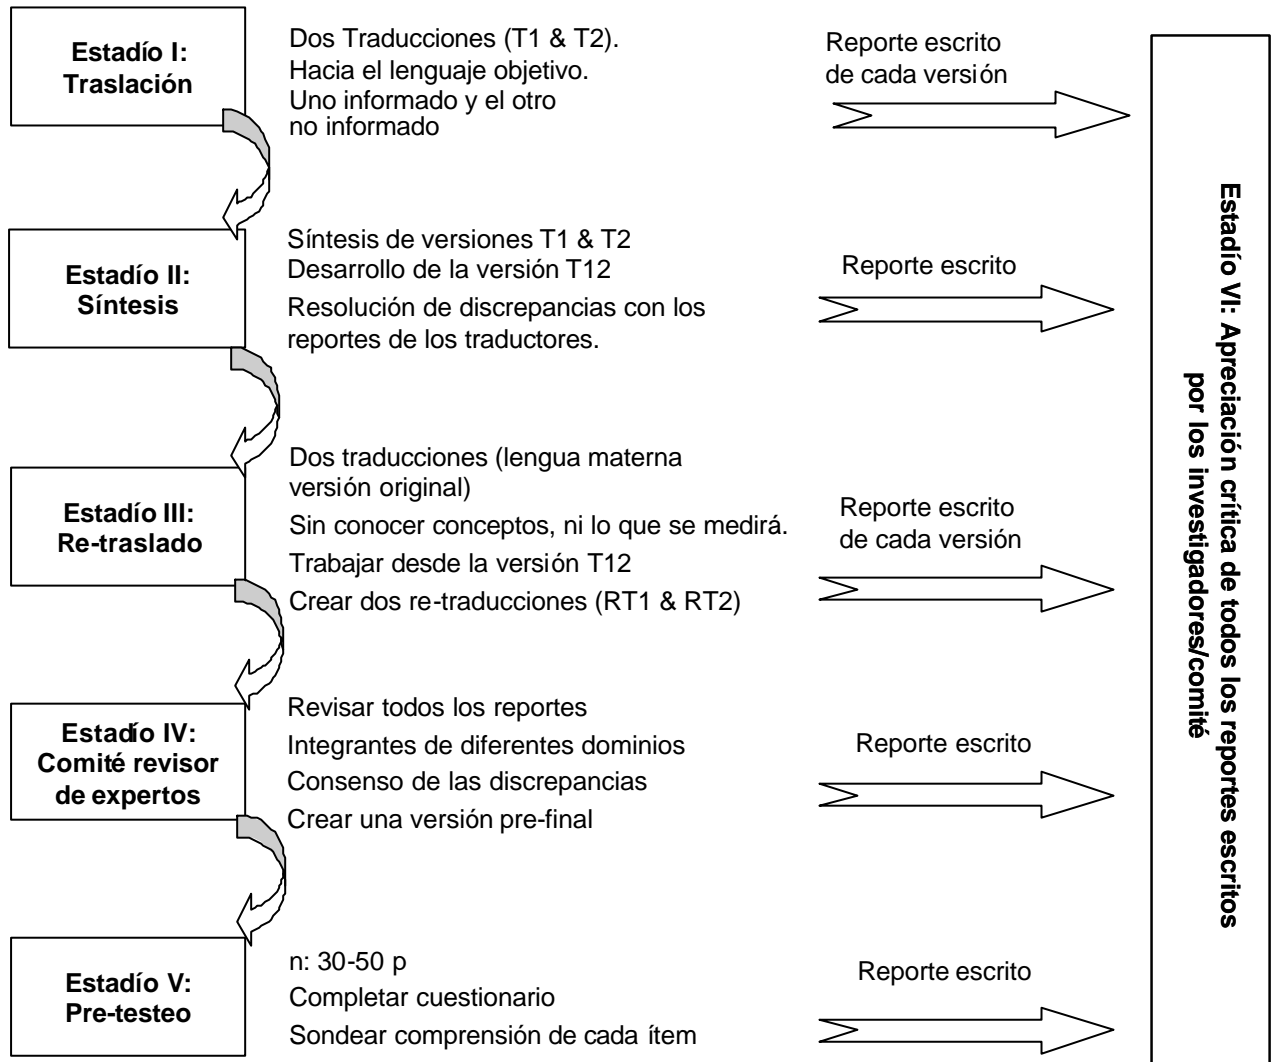 Estadío I:
Traslación
Dos Traducciones (T1 & T2).
Hacia el lenguaje objetivo.
Uno informado y el otro
no informado
Reporte escrito
de cada versión
Estadío II:
Síntesis
Síntesis de versiones T1 & T2
Desarrollo de la versión T12
Resolución de discrepancias con los
reportes de los traductores.
Reporte escrito
Estadío III:
Re-traslado
Dos traducciones (lengua materna
versión original)
Sin conocer conceptos, ni lo que se medirá.
Trabajar desde la versión T12
Crear dos re-traducciones (RT1 & RT2)
Reporte escrito
de cada versión
Estadío IV:
Comité revisor
de expertos
Revisar todos los reportes
Integrantes de diferentes dominios
Consenso de las discrepancias
Crear una versión pre-final
Reporte escrito
Estadío V:
Pre-testeo
n: 30-50 p
Completar cuestionario
Sondear comprensión de cada ítem
Reporte escrito
Estadío VI: Apreciación crítica de todos los reportes escritos
por los investigadores/comité